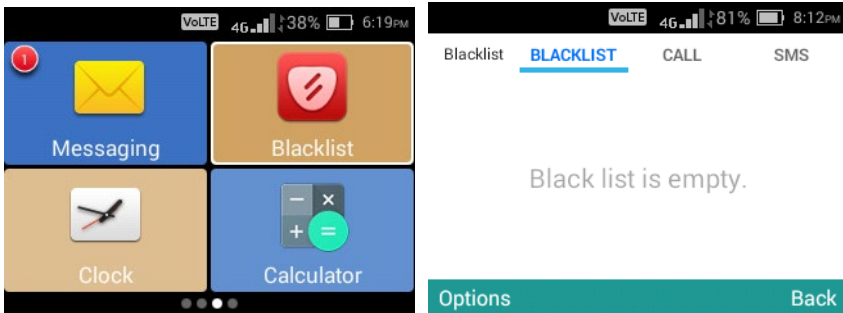 VoLTE 4G 38% 6:19PM
1
Messaging Blacklist
Clock Calculator
VoLTE 4G 81% 8:12PM
Blacklist BLACKLIST CALL SMS
Black list is empty.
Options Back